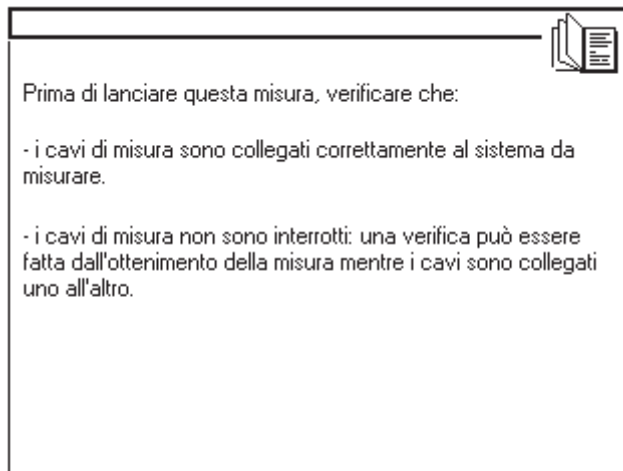 Prima di lanciare questa misura, verificare che:
- i cavi di misura sono collegati correttamente al sistema da
misurare.
- i cavi di misura non sono interrotti: una verifica può essere
fatta dall'ottenimento della misura mentre i cavi sono collegati
uno all'altro.